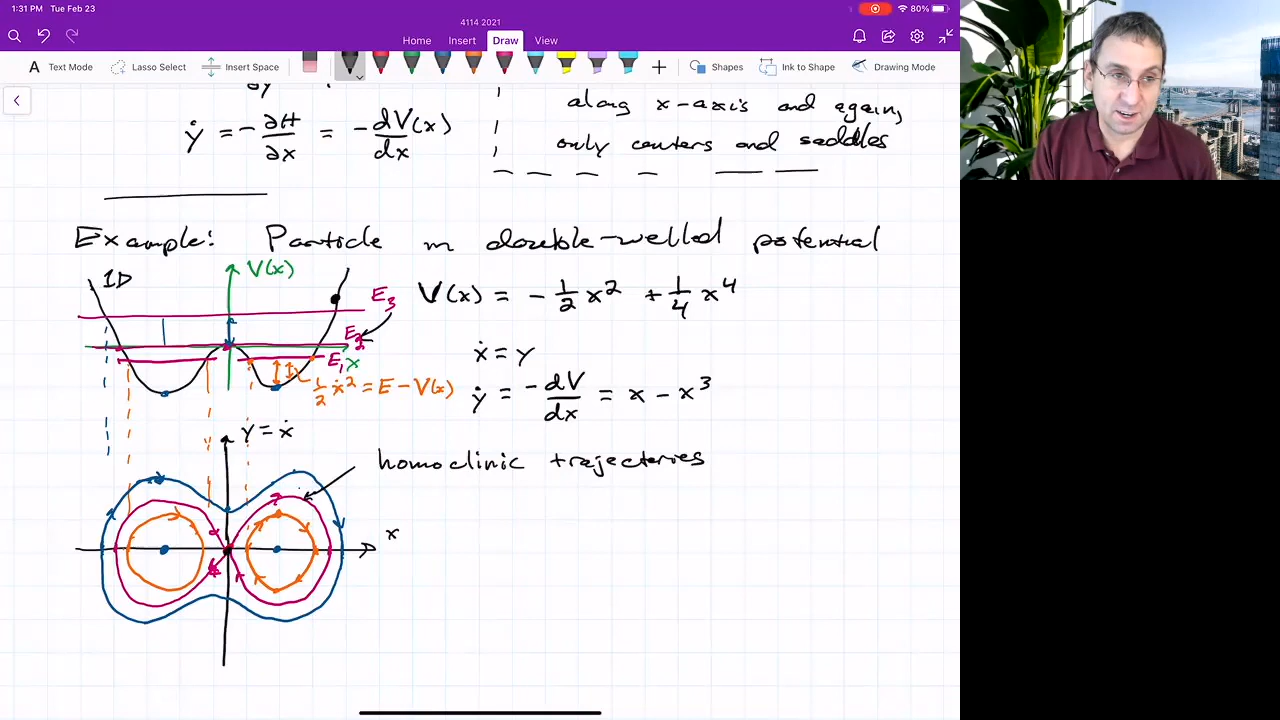 1:31 PM Tue Feb 23
80%
4114 2021
Home Insert Draw View
Text Mode Lasso Select Insert Space Shapes Ink to Shape Drawing Mode
∂y
along x-axis and again,
ẏ = -∂H/∂x = -dV(x)/dx
only centers and saddles
Example: Particle in double-welled potential
1D
V(x)
V(x) = -1/2 x² + 1/4 x⁴
E₃
E₂
E₁
x
ẋ = y
1/2 ẋ² = E - V(x)
ẏ = -dV/dx = x - x³
y = ẋ
homoclinic trajectories
x